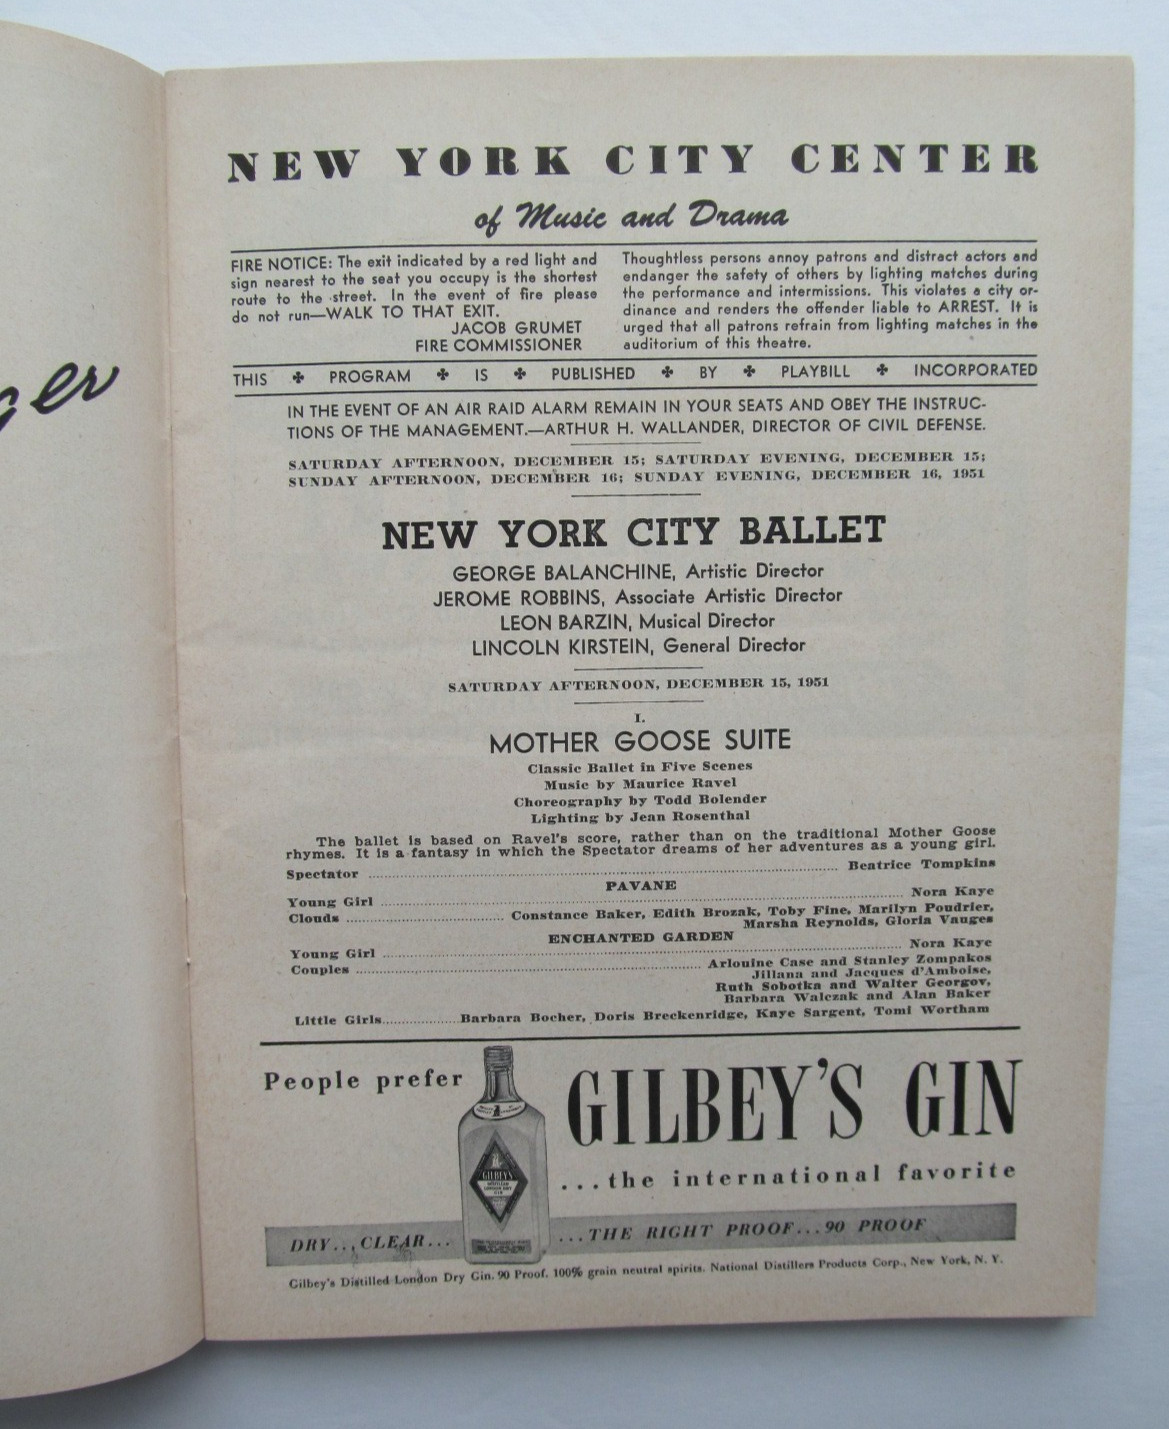 ger
NEW YORK CITY CENTER
of Music and Drama
FIRE NOTICE: The exit indicated by a red light and
sign nearest to the seat you occupy is the shortest
route to the street. In the event of fire please
do not run—WALK TO THAT EXIT.
JACOB GRUMET
FIRE COMMISSIONER
Thoughtless persons annoy patrons and distract actors and
endanger the safety of others by lighting matches during
the performance and intermissions. This violates a city or-
dinance and renders the offender liable to ARREST. It is
urged that all patrons refrain from lighting matches in the
auditorium of this theatre.
THIS ✤ PROGRAM ✤ IS ✤ PUBLISHED ✤ BY ✤ PLAYBILL ✤ INCORPORATED
IN THE EVENT OF AN AIR RAID ALARM REMAIN IN YOUR SEATS AND OBEY THE INSTRUC-
TIONS OF THE MANAGEMENT.—ARTHUR H. WALLANDER, DIRECTOR OF CIVIL DEFENSE.
SATURDAY AFTERNOON, DECEMBER 15; SATURDAY EVENING, DECEMBER 15;
SUNDAY AFTERNOON, DECEMBER 16; SUNDAY EVENING, DECEMBER 16, 1951
NEW YORK CITY BALLET
GEORGE BALANCHINE, Artistic Director
JEROME ROBBINS, Associate Artistic Director
LEON BARZIN, Musical Director
LINCOLN KIRSTEIN, General Director
SATURDAY AFTERNOON, DECEMBER 15, 1951
I.
MOTHER GOOSE SUITE
Classic Ballet in Five Scenes
Music by Maurice Ravel
Choreography by Todd Bolender
Lighting by Jean Rosenthal
The ballet is based on Ravel's score, rather than on the traditional Mother Goose
rhymes. It is a fantasy in which the Spectator dreams of her adventures as a young girl.
Spectator ........ Beatrice Tompkins
PAVANE
Young Girl ........ Nora Kaye
Clouds ........ Constance Baker, Edith Brozak, Toby Fine, Marilyn Poudrier,
Marsha Reynolds, Gloria Vauges
ENCHANTED GARDEN
Young Girl ........ Nora Kaye
Couples ........ Arlouine Case and Stanley Zompakos
Jillana and Jacques d'Amboise,
Ruth Sobotka and Walter Georgov,
Barbara Walczak and Alan Baker
Little Girls........Barbara Bocher, Doris Breckenridge, Kaye Sargent, Tomi Wortham
People prefer
GILBEY'S GIN
...the international favorite
GILBEY'S
DRY...CLEAR... ...THE RIGHT PROOF...90 PROOF
Gilbey's Distilled London Dry Gin. 90 Proof. 100% grain neutral spirits. National Distillers Products Corp., New York, N. Y.